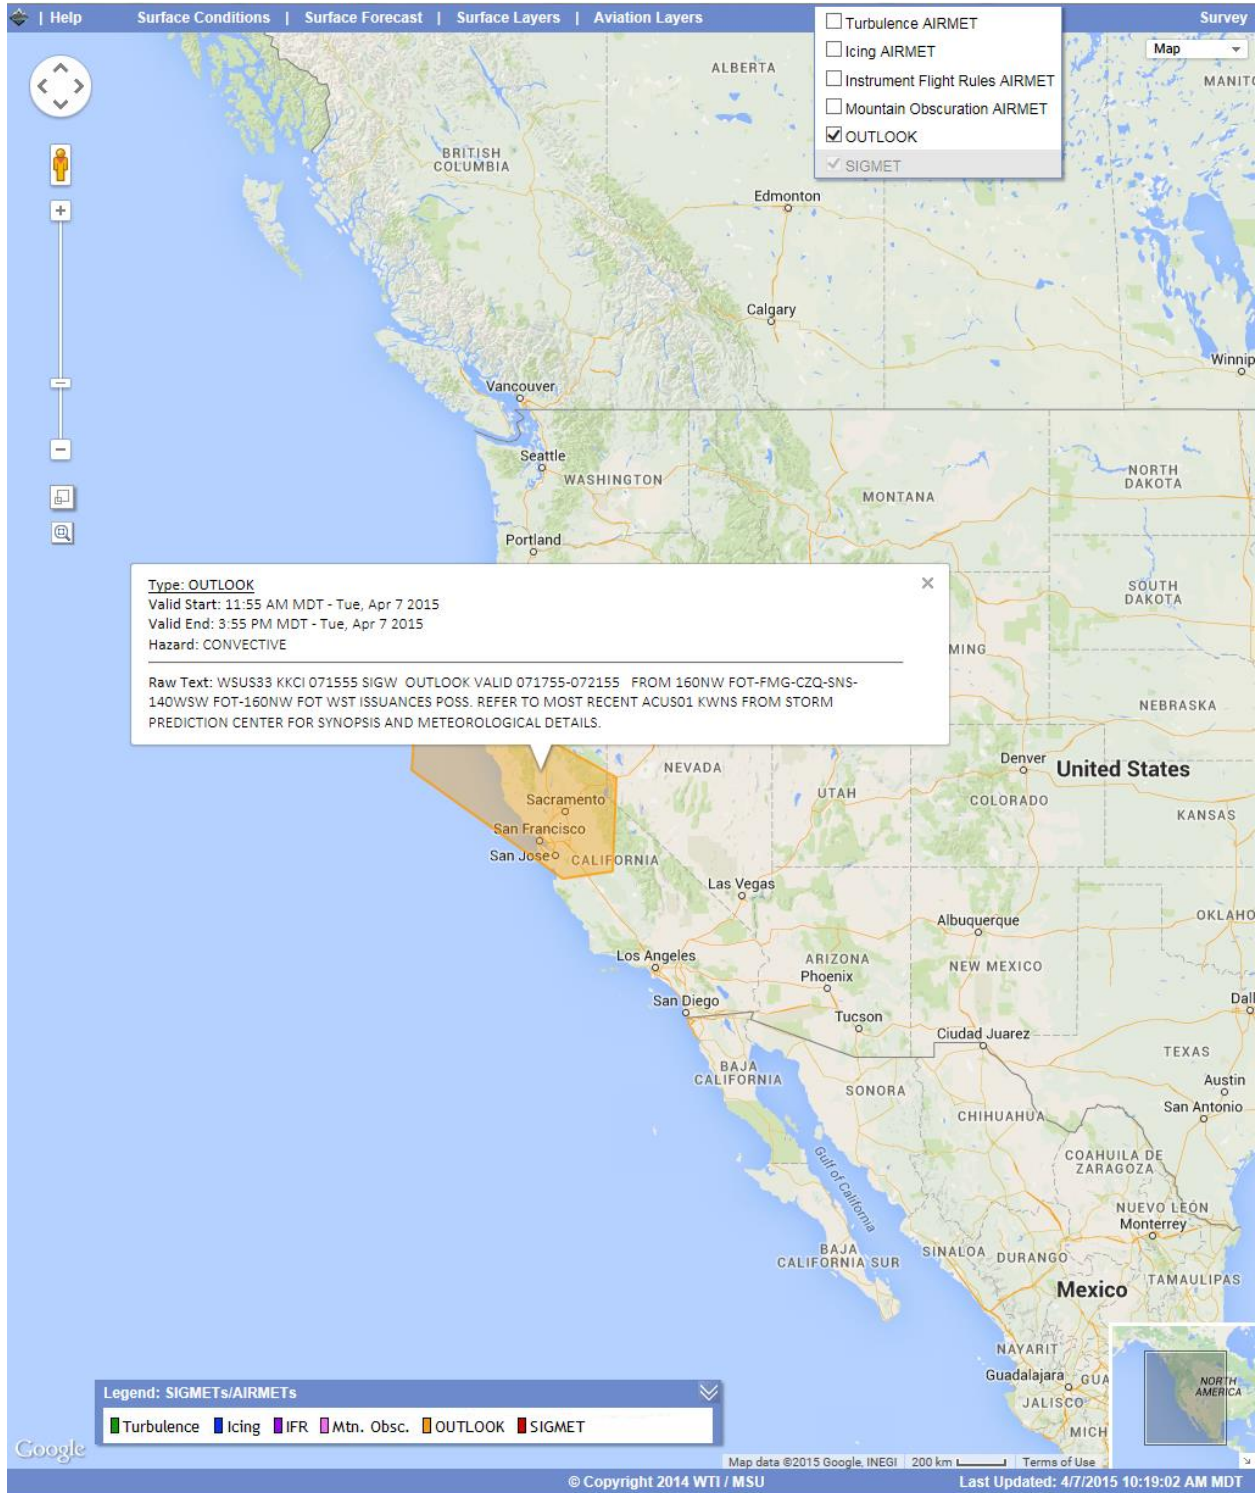 | Help Surface Conditions | Surface Forecast | Surface Layers | Aviation Layers Survey
Turbulence AIRMET
Icing AIRMET
Instrument Flight Rules AIRMET
Mountain Obscuration AIRMET
OUTLOOK
SIGMET
Map
ALBERTA
MANITO
BRITISH
COLUMBIA
Edmonton
Calgary
Winnip
Vancouver
Seattle
WASHINGTON
NORTH
DAKOTA
MONTANA
Portland
SOUTH
DAKOTA
Type: OUTLOOK
Valid Start: 11:55 AM MDT - Tue, Apr 7 2015
Valid End: 3:55 PM MDT - Tue, Apr 7 2015
Hazard: CONVECTIVE
Raw Text: WSUS33 KKCI 071555 SIGW OUTLOOK VALID 071755-072155 FROM 160NW FOT-FMG-CZQ-SNS-
140WSW FOT-160NW FOT WST ISSUANCES POSS. REFER TO MOST RECENT ACUS01 KWNS FROM STORM
PREDICTION CENTER FOR SYNOPSIS AND METEOROLOGICAL DETAILS.
MING
NEBRASKA
NEVADA
Denver
United States
UTAH
COLORADO
KANSAS
Sacramento
San Francisco
San Jose
CALIFORNIA
Las Vegas
Albuquerque
OKLAHO
Los Angeles
ARIZONA
Phoenix
NEW MEXICO
San Diego
Dall
Tucson
Ciudad Juarez
TEXAS
BAJA
CALIFORNIA
SONORA
Austin
San Antonio
CHIHUAHUA
COAHUILA DE
ZARAGOZA
Gulf of California
NUEVO LEÓN
Monterrey
BAJA
CALIFORNIA SUR
SINALOA
DURANGO
TAMAULIPAS
Mexico
NAYARIT
Guadalajara
GUA
JALISCO
MICH
NORTH
AMERICA
Legend: SIGMETs/AIRMETs
Turbulence Icing IFR Mtn. Obsc. OUTLOOK SIGMET
Google
Map data ©2015 Google, INEGI 200 km Terms of Use
© Copyright 2014 WTI / MSU Last Updated: 4/7/2015 10:19:02 AM MDT